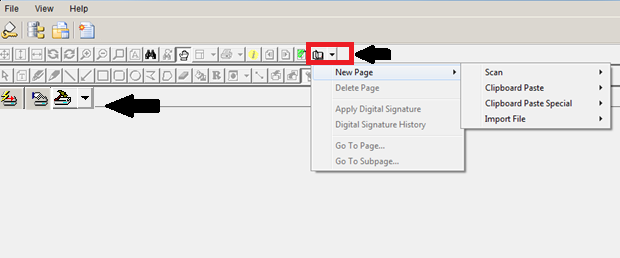 File View Help
New Page
Delete Page
Apply Digital Signature
Digital Signature History
Go To Page...
Go To Subpage...
Scan
Clipboard Paste
Clipboard Paste Special
Import File